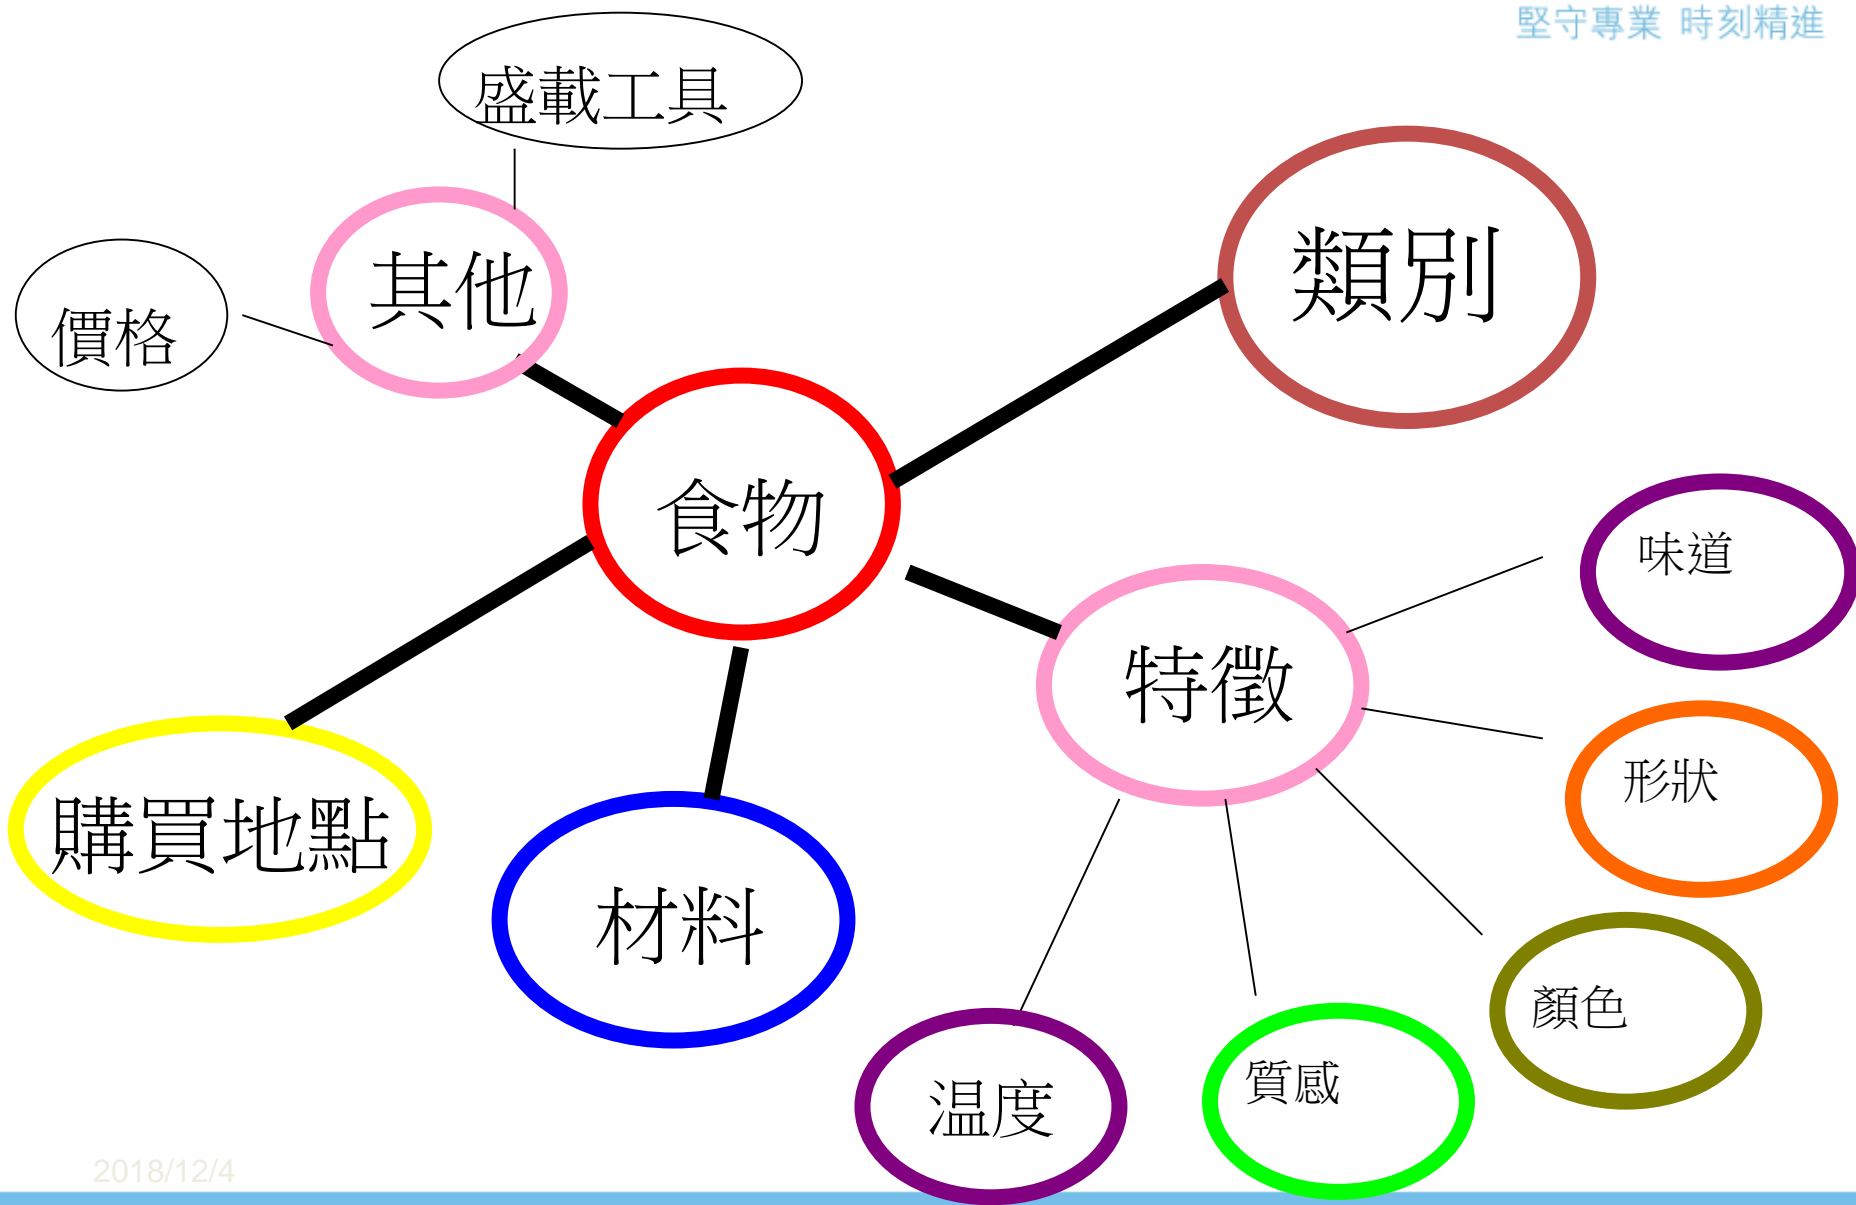 堅守專業 時刻精進
盛載工具
其他
類別
價格
食物
味道
特徵
形狀
購買地點
材料
顏色
溫度
質感
2018/12/4